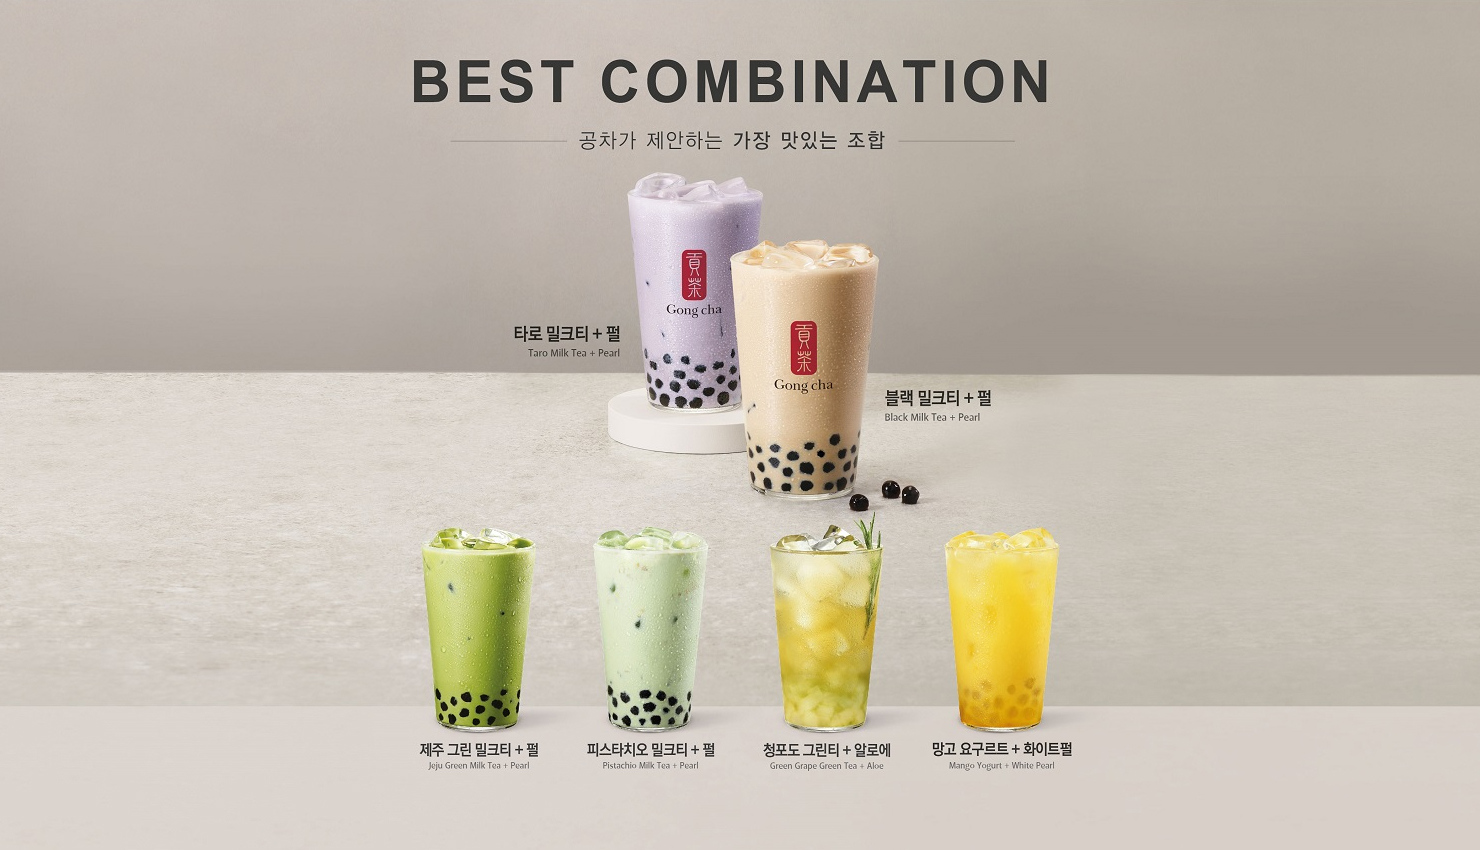 BEST COMBINATION
공차가 제안하는 가장 맛있는 조합
貢茶
Gong cha
貢茶
Gong cha
타로 밀크티 + 펄
Taro Milk Tea + Pearl
블랙 밀크티 + 펄
Black Milk Tea + Pearl
제주 그린 밀크티 + 펄
Jeju Green Milk Tea + Pearl
피스타치오 밀크티 + 펄
Pistachio Milk Tea + Pearl
청포도 그린티 + 알로에
Green Grape Green Tea + Aloe
망고 요구르트 + 화이트펄
Mango Yogurt + White Pearl